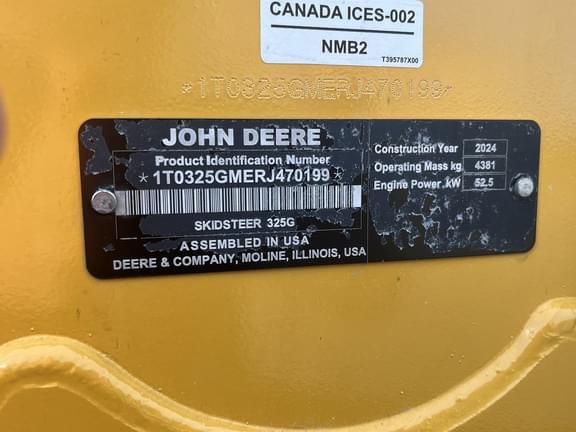 CANADA ICES-002
NMB2
T395787X00
*1T0325GMERJ470199*
JOHN DEERE
Product Identification Number
*1T0325GMERJ470199*
SKIDSTEER 325G
ASSEMBLED IN USA
DEERE & COMPANY, MOLINE, ILLINOIS, USA
Construction Year 2024
Operating Mass kg 4381
Engine Power kW 52.5